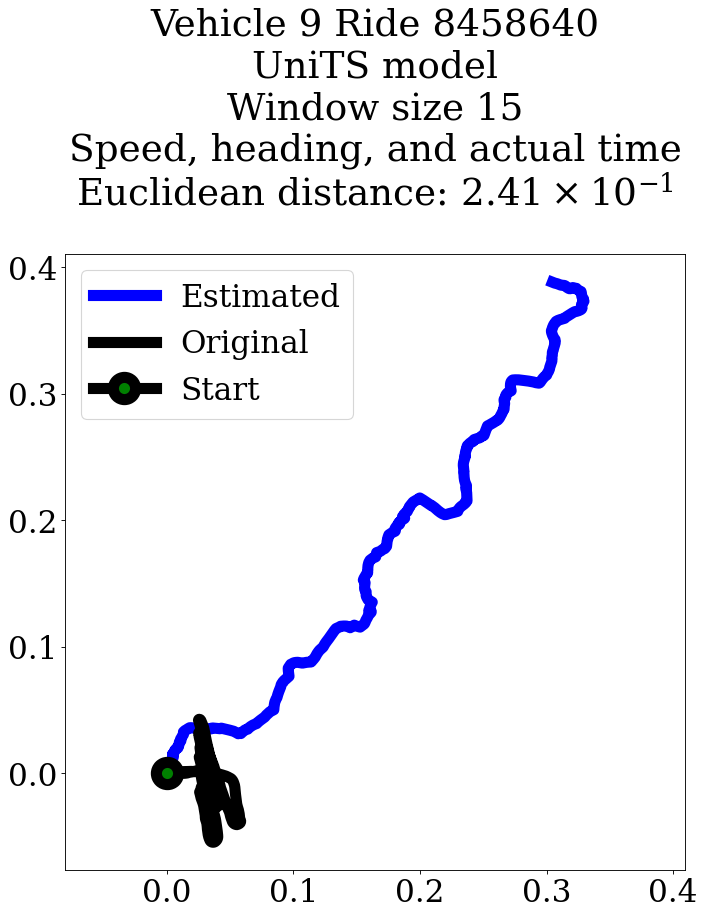 Vehicle 9 Ride 8458640
UniTS model
Window size 15
Speed, heading, and actual time
Euclidean distance: 2.41 × 10⁻¹
0.4
Estimated
Original
Start
0.3
0.2
0.1
0.0
0.0 0.1 0.2 0.3 0.4